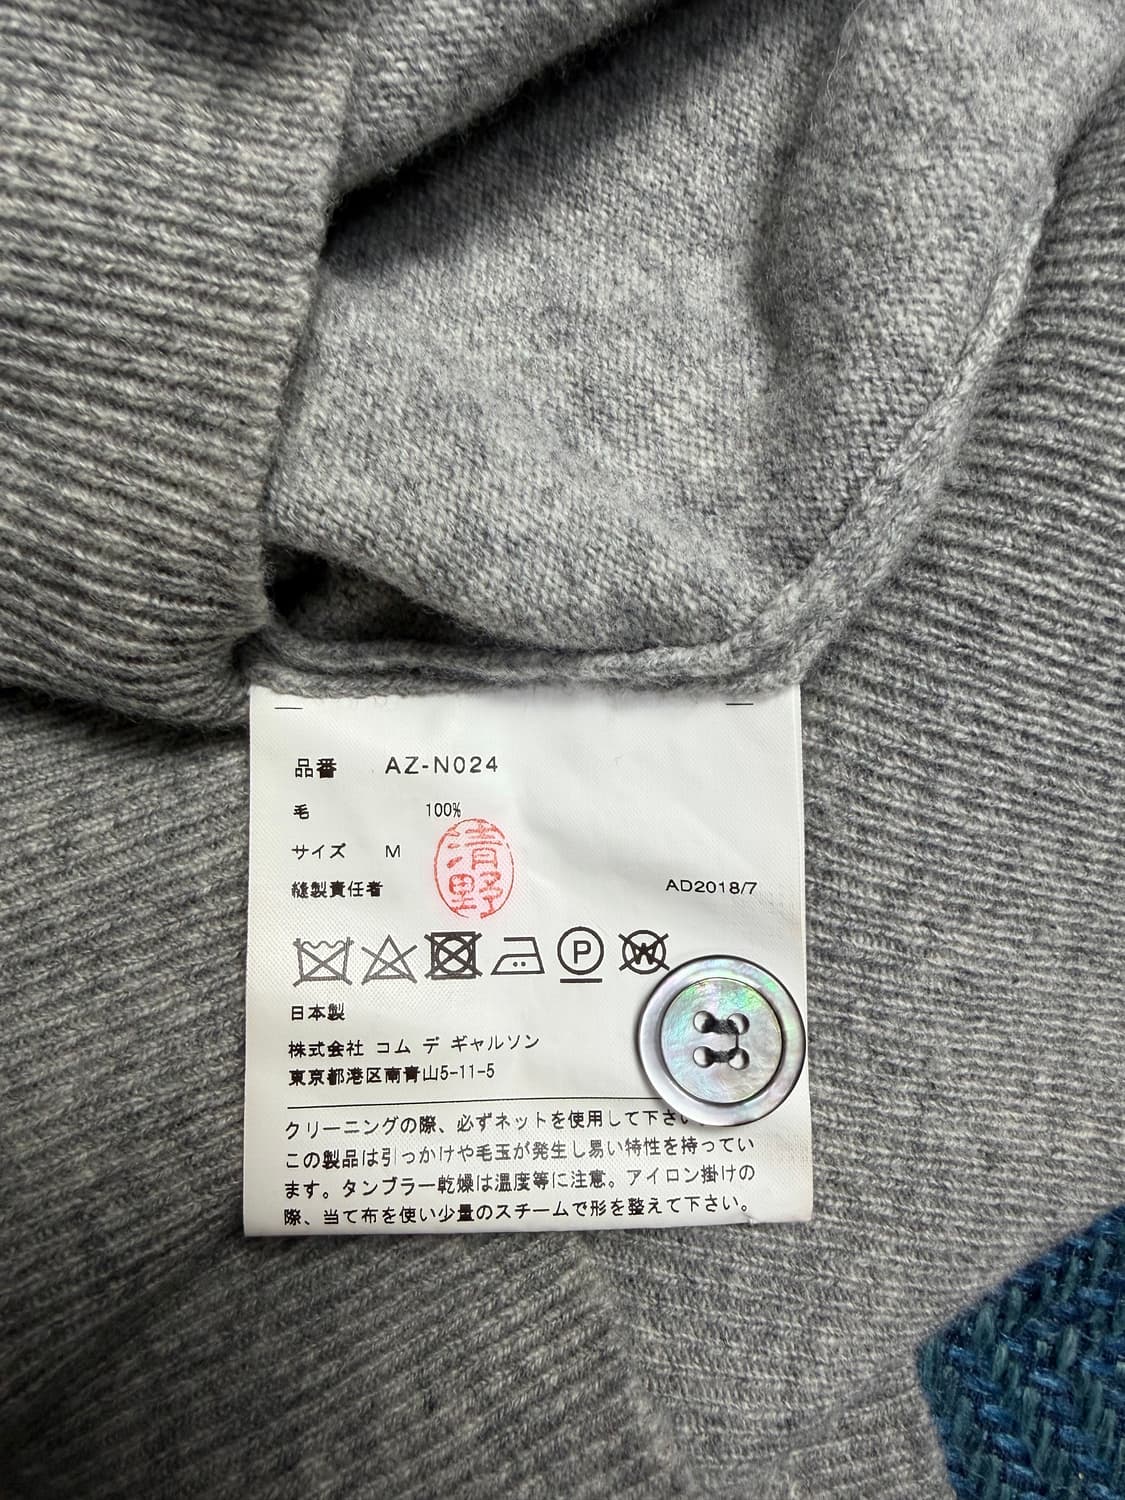 品番 AZ-N024
毛 100%
サイズ M
清野
縫製責任者
AD2018/7
P
W
日本製
株式会社 コム デ ギャルソン
東京都港区南青山5-11-5
クリーニングの際、必ずネットを使用して下さい
この製品は引っかけや毛玉が発生し易い特性を持ってい
ます。タンブラー乾燥は温度等に注意。アイロン掛けの
際、当て布を使い少量のスチームで形を整えて下さい。